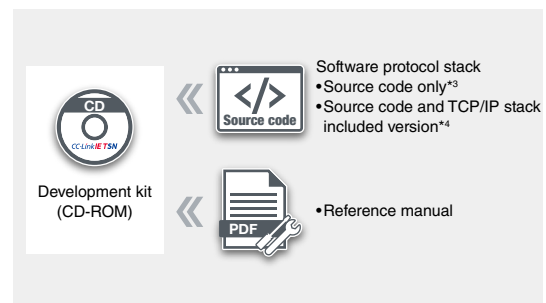 CD
CC-Link IE TSN
Development kit
(CD-ROM)
</>
Source code
Software protocol stack
•Source code only*3
•Source code and TCP/IP stack
included version*4
PDF
•Reference manual